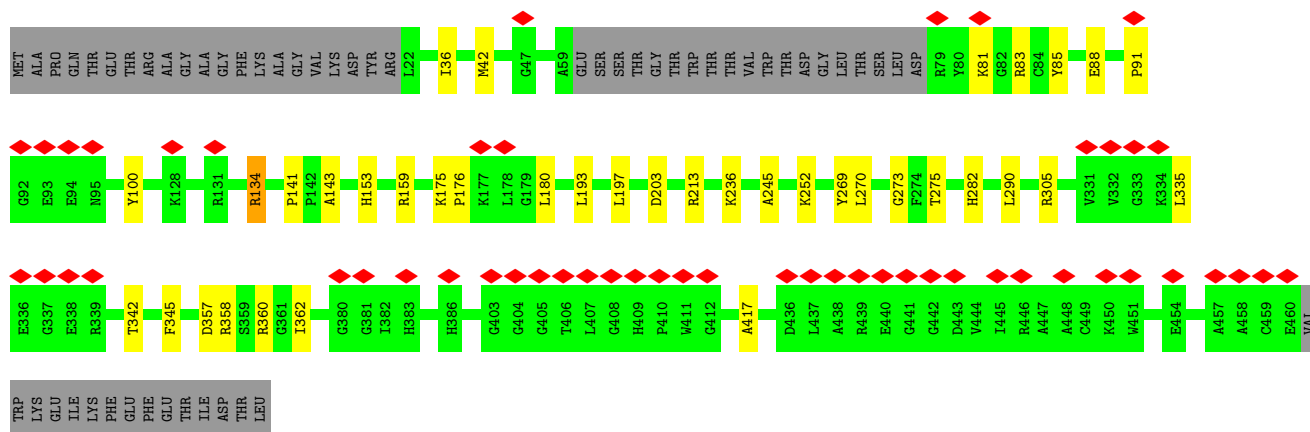 MET ALA PRO GLN THR GLU THR ARG ALA GLY ALA GLY PHE LYS ALA GLY VAL LYS ASP TYR ARG L22 I36 M42 G47 A59 GLU SER SER THR GLY THR TRP THR THR VAL TRP THR ASP GLY LEU THR SER LEU ASP R79 Y80 K81 G82 R83 C84 Y85 E88 P91
G92 E93 E94 N95 Y100 K128 R131 R134 P141 P142 A143 H153 R159 K175 P176 K177 L178 G179 L180 L193 L197 D203 R213 K236 A245 K252 Y269 L270 G273 F274 T275 H282 L290 R305 V331 V332 G333 K334 L335
E336 G337 E338 R339 T342 F345 D357 R358 S359 R360 G361 I362 G380 G381 I382 H383 H386 G403 G404 G405 T406 L407 G408 H409 P410 W411 G412 A417 D436 L437 A438 R439 E440 G441 G442 D443 V444 I445 R446 A447 A448 C449 K450 W451 E454 A457 A458 C459 E460 VAL
TRP LYS GLU ILE LYS PHE GLU PHE GLU THR ILE ASP THR LEU